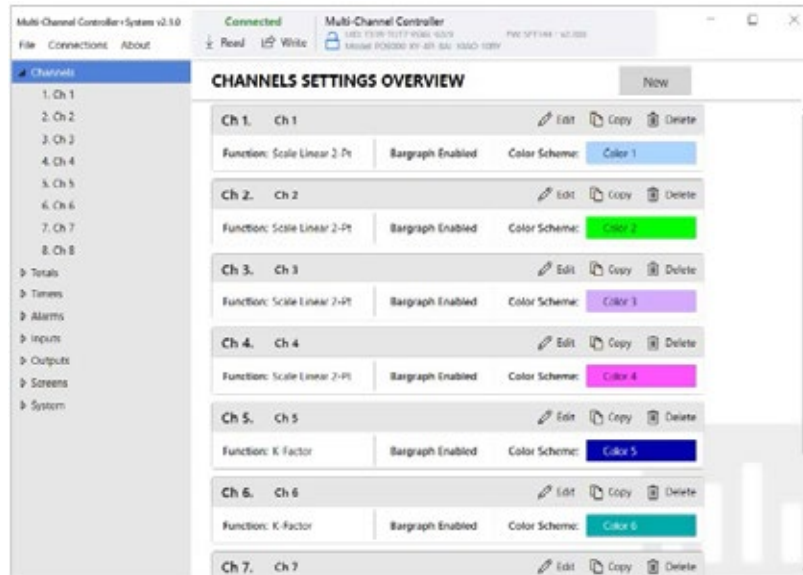 Multi-Channel Controller+System v2.1.0
File Connections About
Connected
Read Write
Multi-Channel Controller
Channels
1. Ch 1
2. Ch 2
3. Ch 3
4. Ch 4
5. Ch 5
6. Ch 6
7. Ch 7
8. Ch 8
Totals
Timers
Alarms
Inputs
Outputs
Screens
System
CHANNELS SETTINGS OVERVIEW
New
Ch 1. Ch 1 Edit Copy Delete
Function: Scale Linear 2-Pt Bargraph Enabled Color Scheme: Color 1
Ch 2. Ch 2 Edit Copy Delete
Function: Scale Linear 2-Pt Bargraph Enabled Color Scheme: Color 2
Ch 3. Ch 3 Edit Copy Delete
Function: Scale Linear 2-Pt Bargraph Enabled Color Scheme: Color 3
Ch 4. Ch 4 Edit Copy Delete
Function: Scale Linear 2-Pt Bargraph Enabled Color Scheme: Color 4
Ch 5. Ch 5 Edit Copy Delete
Function: K-Factor Bargraph Enabled Color Scheme: Color 5
Ch 6. Ch 6 Edit Copy Delete
Function: K-Factor Bargraph Enabled Color Scheme: Color 6
Ch 7. Ch 7 Edit Copy Delete